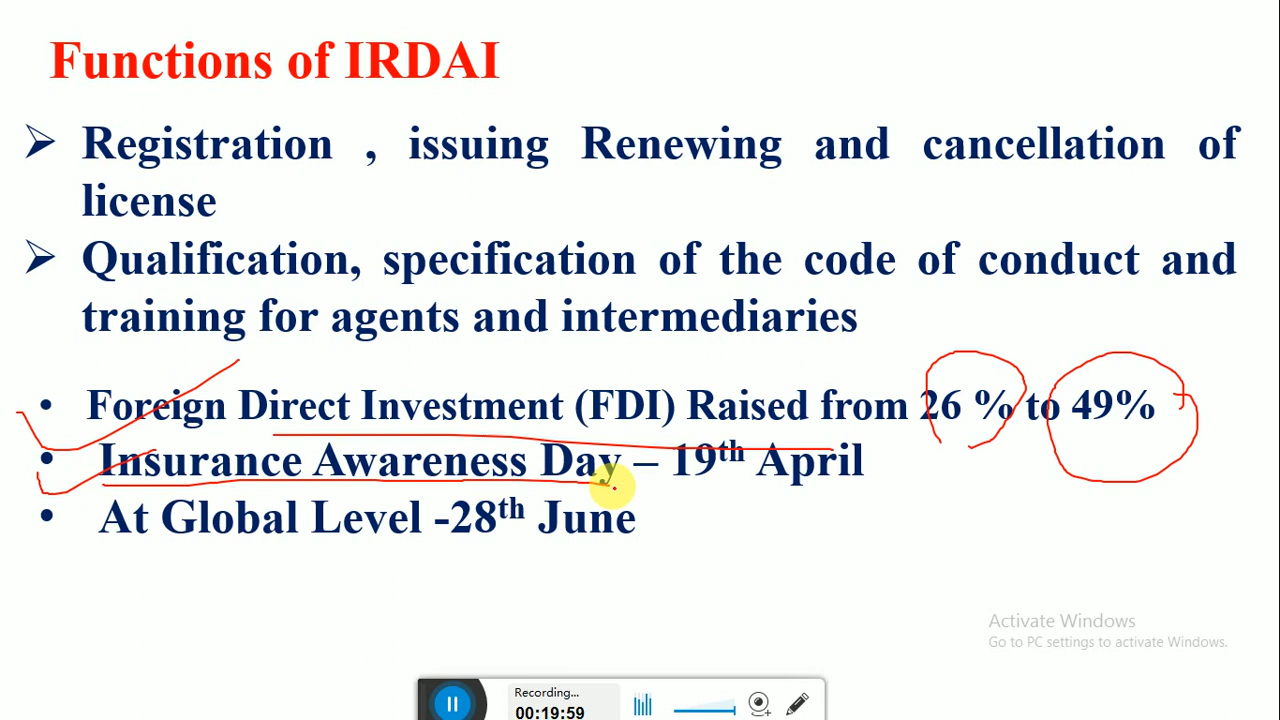 Functions of IRDAI
➢ Registration , issuing Renewing and cancellation of
license
➢ Qualification, specification of the code of conduct and
training for agents and intermediaries
• Foreign Direct Investment (FDI) Raised from 26 % to 49%
• Insurance Awareness Day – 19th April
• At Global Level -28th June
Activate Windows
Go to PC settings to activate Windows.
Recording...
00:19:59